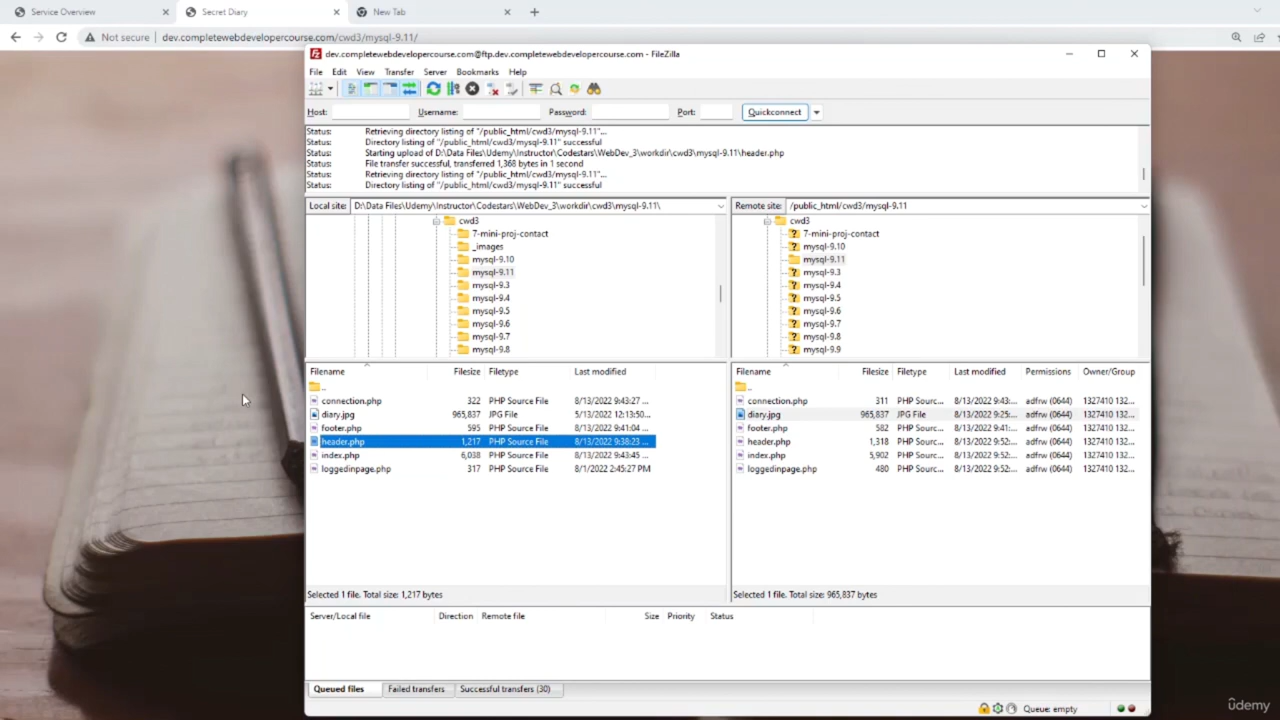 Service Overview
Secret Diary
New Tab
Not secure
dev.completewebdevelopercourse.com/cwd3/mysql-9.11/
dev.completewebdevelopercourse.com@ftp.dev.completewebdevelopercourse.com - FileZilla
File Edit View Transfer Server Bookmarks Help
Host: Username: Password: Port: Quickconnect
Status: Retrieving directory listing of "/public_html/cwd3/mysql-9.11"...
Status: Directory listing of "/public_html/cwd3/mysql-9.11" successful
Status: Starting upload of D:\Data Files\Udemy\Instructor\Codestars\WebDev_3\workdir\cwd3\mysql-9.11\header.php
Status: File transfer successful, transferred 1,368 bytes in 1 second
Status: Retrieving directory listing of "/public_html/cwd3/mysql-9.11"...
Status: Directory listing of "/public_html/cwd3/mysql-9.11" successful
Local site: D:\Data Files\Udemy\Instructor\Codestars\WebDev_3\workdir\cwd3\mysql-9.11\
cwd3
7-mini-proj-contact
_images
mysql-9.10
mysql-9.11
mysql-9.3
mysql-9.4
mysql-9.5
mysql-9.6
mysql-9.7
mysql-9.8
Remote site: /public_html/cwd3/mysql-9.11
cwd3
7-mini-proj-contact
mysql-9.10
mysql-9.11
mysql-9.3
mysql-9.4
mysql-9.5
mysql-9.6
mysql-9.7
mysql-9.8
mysql-9.9
Filename Filesize Filetype Last modified
..
connection.php 322 PHP Source File 8/13/2022 9:43:27 ...
diary.jpg 965,837 JPG File 5/13/2022 12:13:50...
footer.php 595 PHP Source File 8/13/2022 9:41:04 ...
header.php 1,217 PHP Source File 8/13/2022 9:38:23 ...
index.php 6,038 PHP Source File 8/13/2022 9:43:45 ...
loggedinpage.php 317 PHP Source File 8/1/2022 2:45:27 PM
Selected 1 file. Total size: 1,217 bytes
Filename Filesize Filetype Last modified Permissions Owner/Group
..
connection.php 311 PHP Sourc... 8/13/2022 9:43:... adfrw (0644) 1327410 132...
diary.jpg 965,837 JPG File 8/13/2022 9:25:... adfrw (0644) 1327410 132...
footer.php 582 PHP Sourc... 8/13/2022 9:41:... adfrw (0644) 1327410 132...
header.php 1,318 PHP Sourc... 8/13/2022 9:52:... adfrw (0644) 1327410 132...
index.php 5,902 PHP Sourc... 8/13/2022 9:52:... adfrw (0644) 1327410 132...
loggedinpage.php 480 PHP Sourc... 8/13/2022 9:52:... adfrw (0644) 1327410 132...
Selected 1 file. Total size: 965,837 bytes
Server/Local file Direction Remote file Size Priority Status
Queued files Failed transfers Successful transfers (30)
Queue: empty
ûdemy